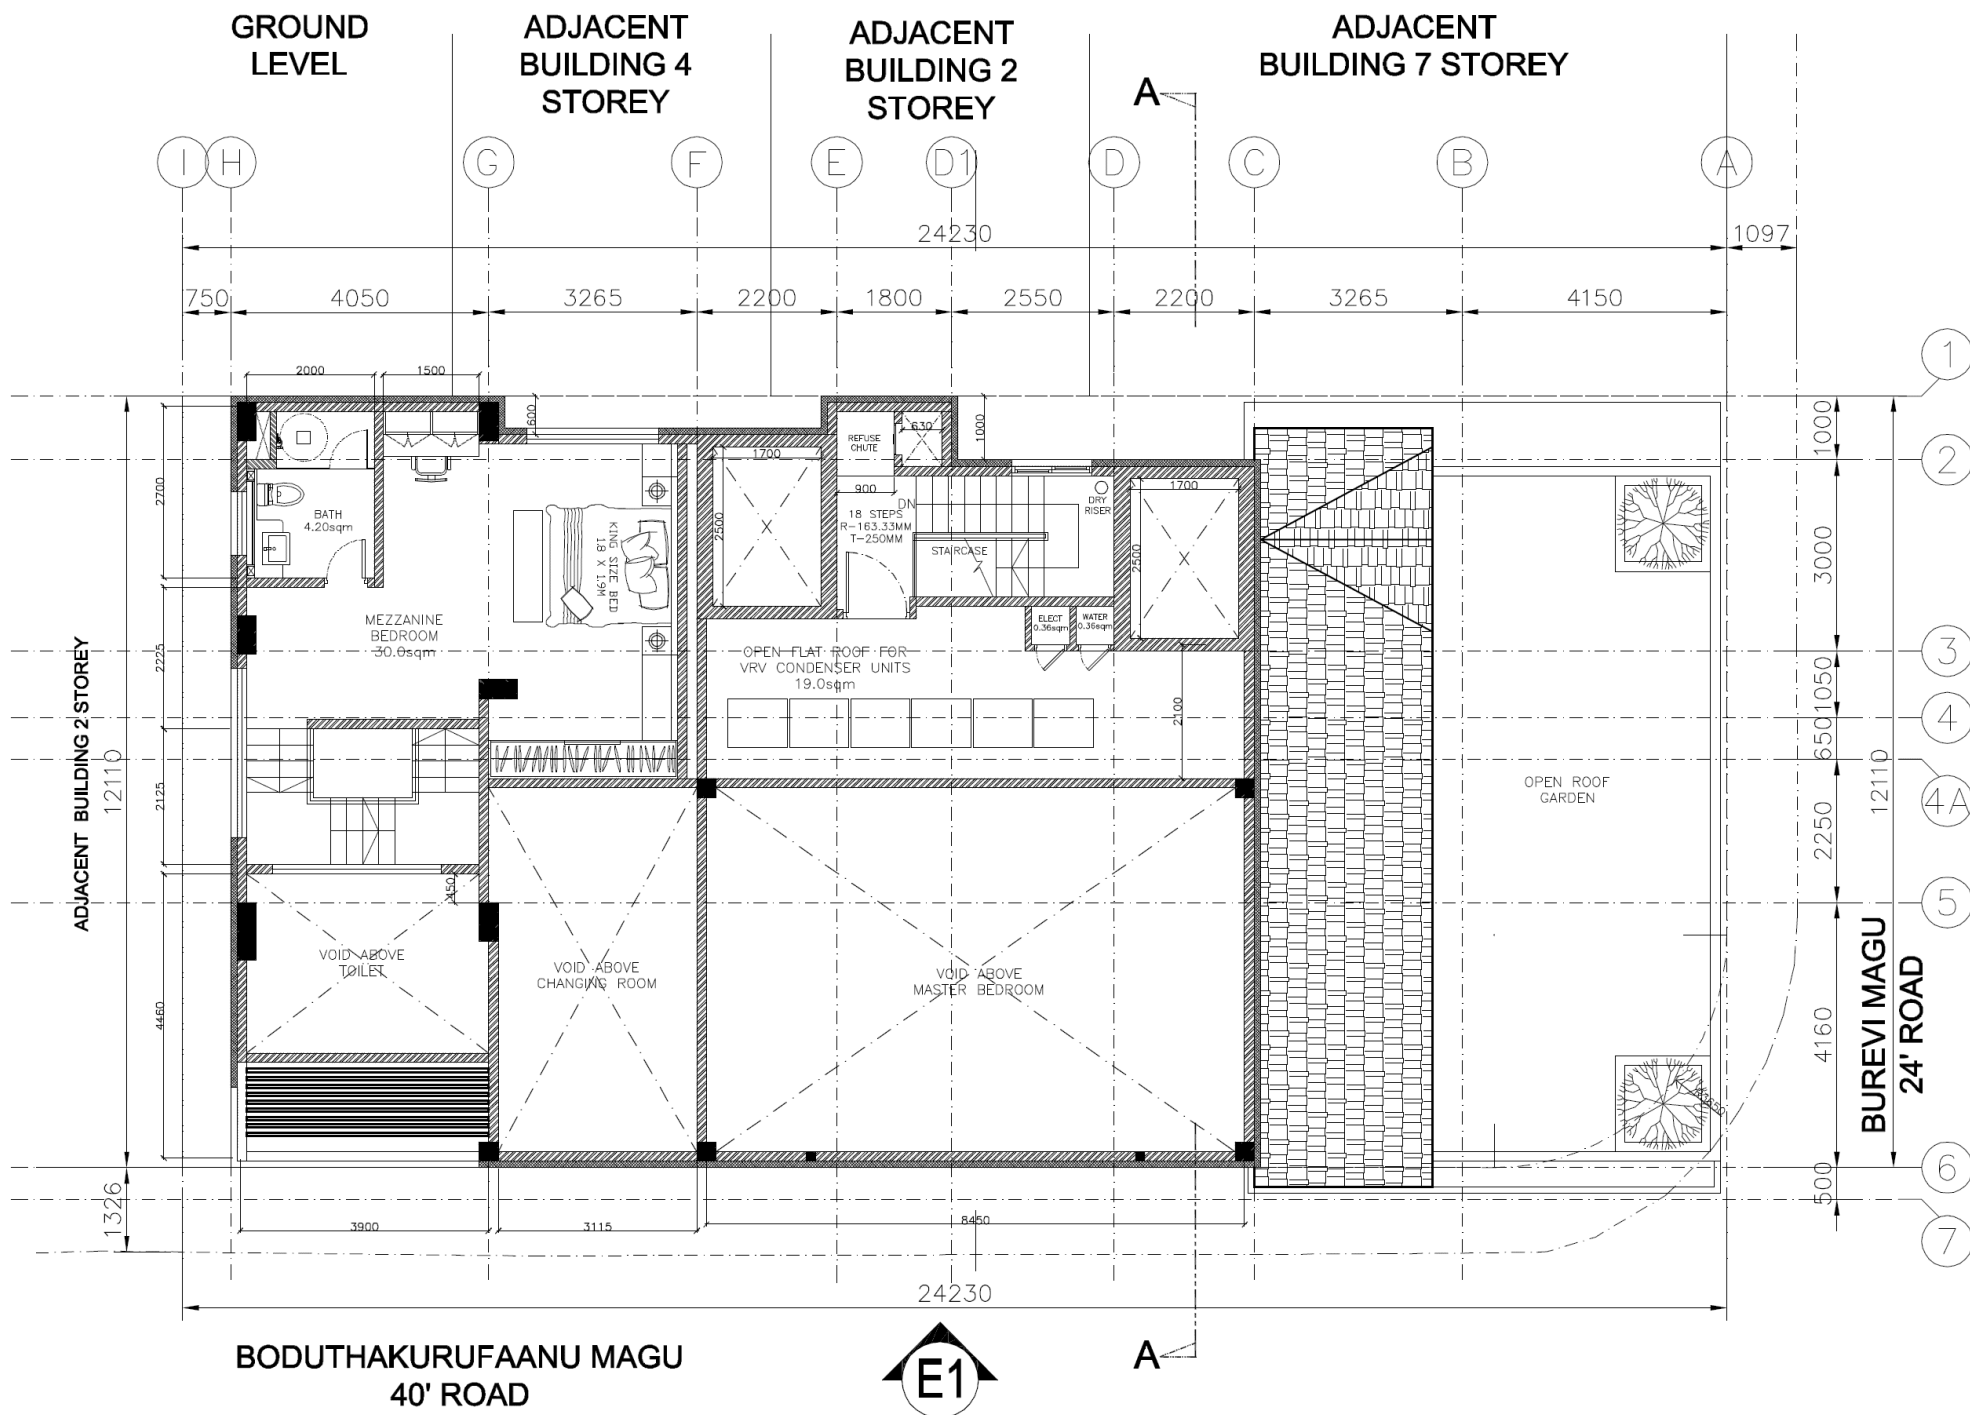 GROUND
LEVEL
ADJACENT
BUILDING 4
STOREY
ADJACENT
BUILDING 2
STOREY
ADJACENT
BUILDING 7 STOREY
A
I
H
G
F
E
D1
D
C
B
A
24230
1097
750
4050
3265
2200
1800
2550
2200
3265
4150
1
2
3
4
4A
5
6
7
1000
3000
1050
650
2250
4160
500
12110
BUREVI MAGU
24' ROAD
2000
1500
600
1000
630
REFUSE
CHUTE
900
1700
2500
1700
2500
DN
18 STEPS
R-163.33MM
T-250MM
STAIRCASE
DRY
RISER
BATH
4.20sqm
KING SIZE BED
1.8 X 1.9M
MEZZANINE
BEDROOM
30.0sqm
ELECT
0.36sqm
WATER
0.36sqm
OPEN FLAT ROOF FOR
VRV CONDENSER UNITS
19.0sqm
2100
2700
2225
2125
4460
450
12110
1326
ADJACENT BUILDING 2 STOREY
OPEN ROOF
GARDEN
VOID ABOVE
TOILET
VOID ABOVE
CHANGING ROOM
VOID ABOVE
MASTER BEDROOM
3900
3115
8450
24230
BODUTHAKURUFAANU MAGU
40' ROAD
E1
A